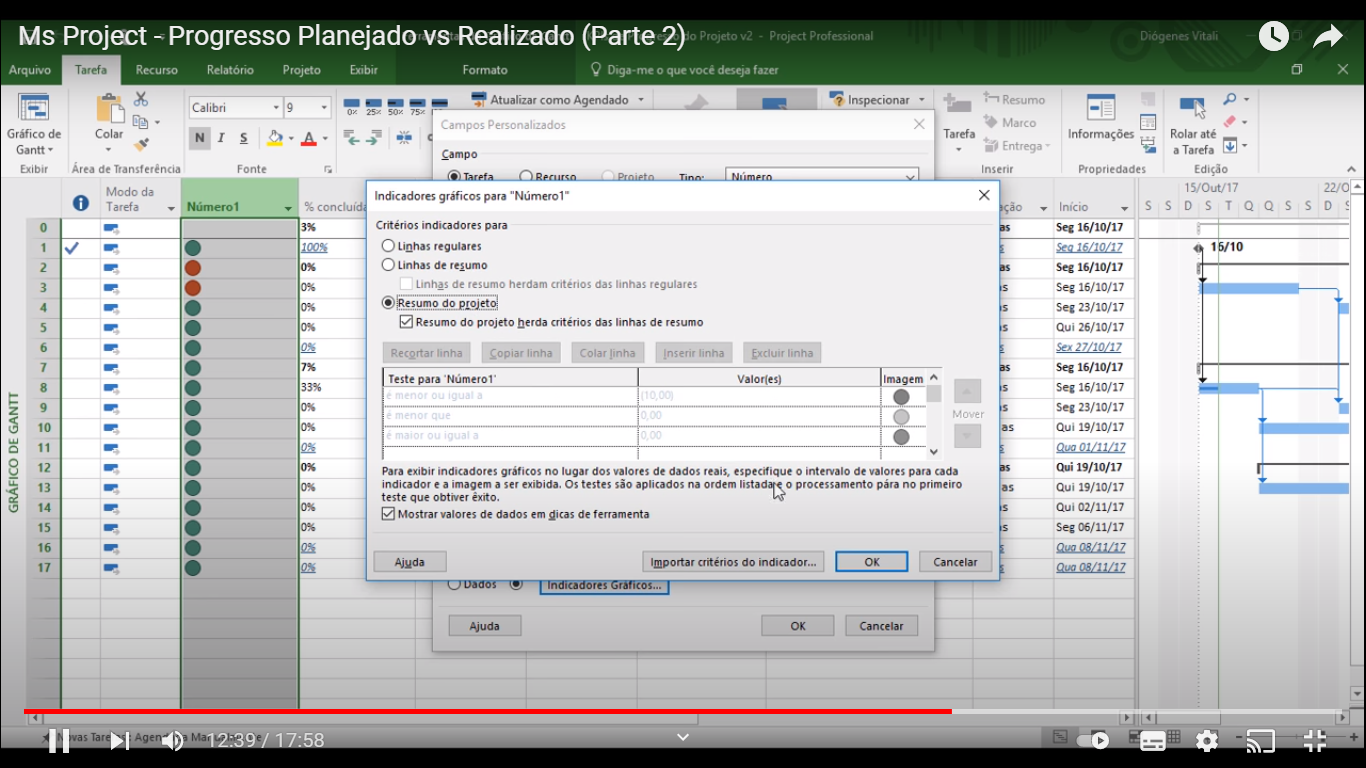 Ms Project - Progresso Planejado vs Realizado (Parte 2)
do Projeto v2 - Project Professional
Diógenes Vitali
Arquivo Tarefa Recurso Relatório Projeto Exibir Formato Diga-me o que você deseja fazer
Calibri 9
0% 25% 50% 75%
Atualizar como Agendado
Inspecionar
Resumo
Marco
Entrega
Gráfico de
Gantt
Colar
N I S
Tarefa
Informações
Rolar até
a Tarefa
Exibir Área de Transferência Fonte Inserir Propriedades Edição
Campos Personalizados
Campo
Tarefa Recurso Projeto Tipo: Número
Modo da
Tarefa
Número1
% concluída
Início
15/Out/17
S S D S T Q Q S S D S
Indicadores gráficos para "Número1"
Critérios indicadores para
Linhas regulares
Linhas de resumo
Linhas de resumo herdam critérios das linhas regulares
Resumo do projeto
Resumo do projeto herda critérios das linhas de resumo
Recortar linha Copiar linha Colar linha Inserir linha Excluir linha
Teste para 'Número1' Valor(es) Imagem
é menor ou igual a (10,00)
é menor que 0,00
é maior ou igual a 0,00
Mover
Para exibir indicadores gráficos no lugar dos valores de dados reais, especifique o intervalo de valores para cada
indicador e a imagem a ser exibida. Os testes são aplicados na ordem listada e o processamento pára no primeiro
teste que obtiver êxito.
Mostrar valores de dados em dicas de ferramenta
Ajuda Importar critérios do indicador... OK Cancelar
Dados Indicadores Gráficos...
Ajuda OK Cancelar
GRÁFICO DE GANTT
0 3% Seg 16/10/17
1 100% Seg 16/10/17 16/10
2 0% Seg 16/10/17
3 0% Seg 16/10/17
4 0% Seg 23/10/17
5 0% Qui 26/10/17
6 0% Sex 27/10/17
7 7% Seg 16/10/17
8 33% Seg 16/10/17
9 0% Seg 23/10/17
10 0% Qui 19/10/17
11 0% Qua 01/11/17
12 0% Qui 19/10/17
13 0% Qui 19/10/17
14 0% Qui 02/11/17
15 0% Seg 06/11/17
16 0% Qua 08/11/17
17 0% Qua 08/11/17
12:39 / 17:58